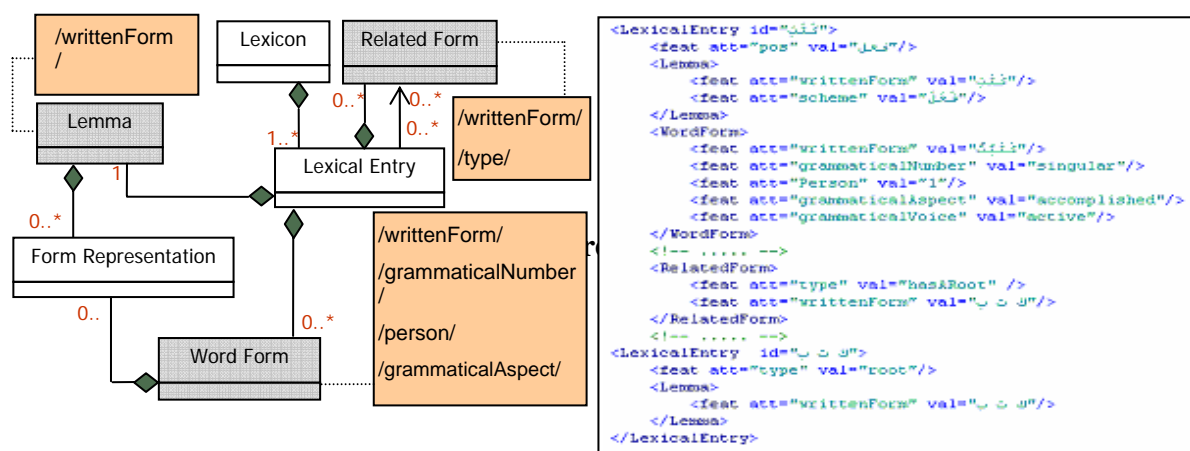 /writtenForm
/
Lexicon
Related Form
Lemma
0..*
0..*
0..*
1..*
/writtenForm/
/type/
1
Lexical Entry
0..*
Form Representation
0..
0..*
Word Form
/writtenForm/
/grammaticalNumber
/
/person/
/grammaticalAspect/
<LexicalEntry id="كَتَبَ">
<feat att="pos" val="فعل"/>
<Lemma>
<feat att="writtenForm" val="كَتَبَ"/>
<feat att="scheme" val="فَعَلَ"/>
</Lemma>
<WordForm>
<feat att="writtenForm" val="كَتَبْتُ"/>
<feat att="grammaticalNumber" val="singular"/>
<feat att="Person" val="1"/>
<feat att="grammaticalAspect" val="accomplished"/>
<feat att="grammaticalVoice" val="active"/>
</WordForm>
<!-- ..... -->
<RelatedForm>
<feat att="type" val="hasARoot" />
<feat att="writtenForm" val="ك ت ب"/>
</RelatedForm>
<!-- ..... -->
<LexicalEntry id="ك ت ب">
<feat att="type" val="root"/>
<Lemma>
<feat att="writtenForm" val="ك ت ب"/>
</Lemma>
</LexicalEntry>